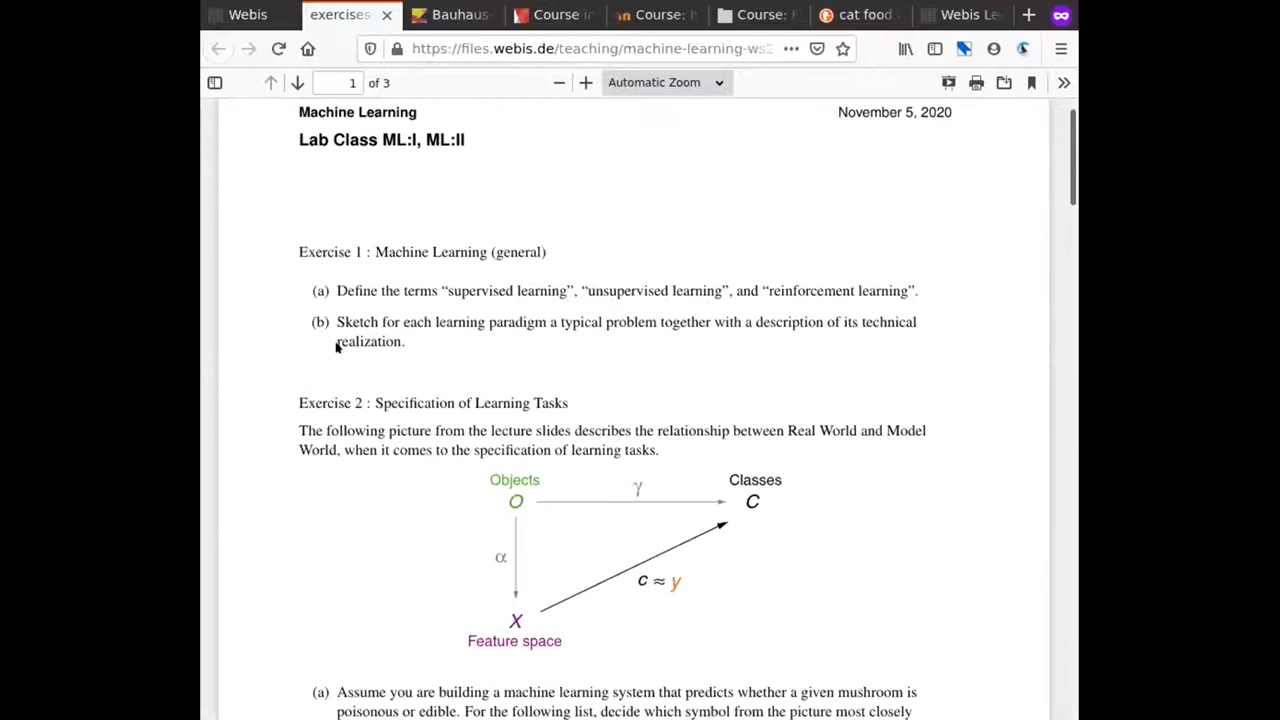 Webis
exercises
Bauhaus
Course in
Course: I
Course: F
cat food
Webis Le
https://files.webis.de/teaching/machine-learning-ws2
1 of 3
Automatic Zoom
Machine Learning
November 5, 2020
Lab Class ML:I, ML:II
Exercise 1 : Machine Learning (general)
(a) Define the terms “supervised learning”, “unsupervised learning”, and “reinforcement learning”.
(b) Sketch for each learning paradigm a typical problem together with a description of its technical
realization.
Exercise 2 : Specification of Learning Tasks
The following picture from the lecture slides describes the relationship between Real World and Model
World, when it comes to the specification of learning tasks.
Objects
Classes
O
γ
C
α
c ≈ y
X
Feature space
(a) Assume you are building a machine learning system that predicts whether a given mushroom is
poisonous or edible. For the following list, decide which symbol from the picture most closely